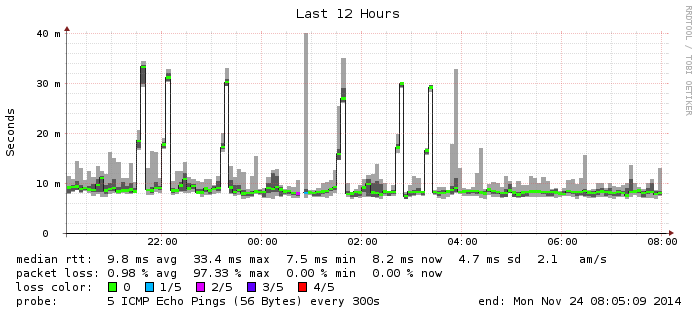 Last 12 Hours
RRDTOOL / TOBI OETIKER
Seconds
40 m
30 m
20 m
10 m
0
22:00 00:00 02:00 04:00 06:00 08:00
median rtt: 9.8 ms avg 33.4 ms max 7.5 ms min 8.2 ms now 4.7 ms sd 2.1 am/s
packet loss: 0.98 % avg 97.33 % max 0.00 % min 0.00 % now
loss color: 0 1/5 2/5 3/5 4/5
probe: 5 ICMP Echo Pings (56 Bytes) every 300s end: Mon Nov 24 08:05:09 2014